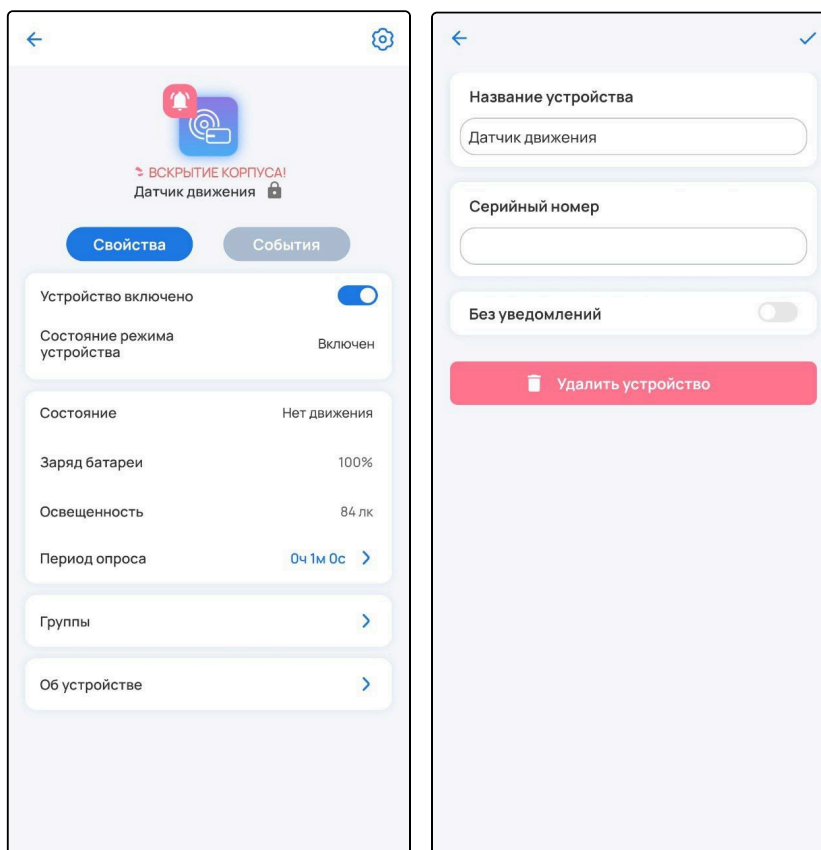 ВСКРЫТИЕ КОРПУСА!
Датчик движения
Свойства
События
Устройство включено
Состояние режима
устройства
Включен
Состояние
Нет движения
Заряд батареи
100%
Освещенность
84 лк
Период опроса
0ч 1м 0с
Группы
Об устройстве
Название устройства
Датчик движения
Серийный номер
Без уведомлений
Удалить устройство